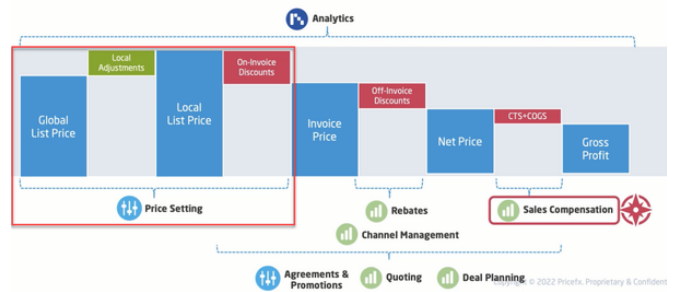 Analytics
Local
Adjustments
On-Invoice
Discounts
Global
List Price
Local
List Price
Invoice
Price
Off-Invoice
Discounts
Net Price
CTS+COGS
Gross
Profit
Price Setting
Rebates
Sales Compensation
Channel Management
Agreements &
Promotions
Quoting
Deal Planning
Copyright © 2022 Pricefx. Proprietary & Confident